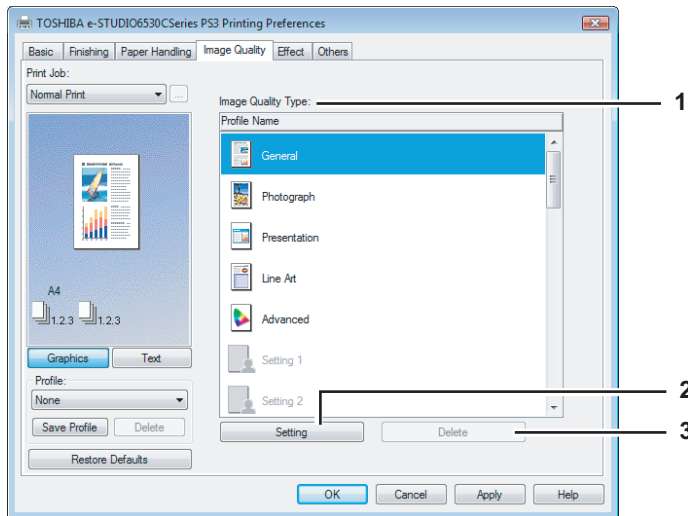 TOSHIBA e-STUDIO6530CSeries PS3 Printing Preferences
Basic Finishing Paper Handling Image Quality Effect Others
Print Job:
Normal Print ...
Image Quality Type: 1
Profile Name
General
Photograph
Presentation
Line Art
Advanced
Setting 1
Setting 2
A4
1.2.3 1.2.3
Graphics Text
Profile:
None
Save Profile Delete
Restore Defaults
Setting 2
Delete 3
OK Cancel Apply Help